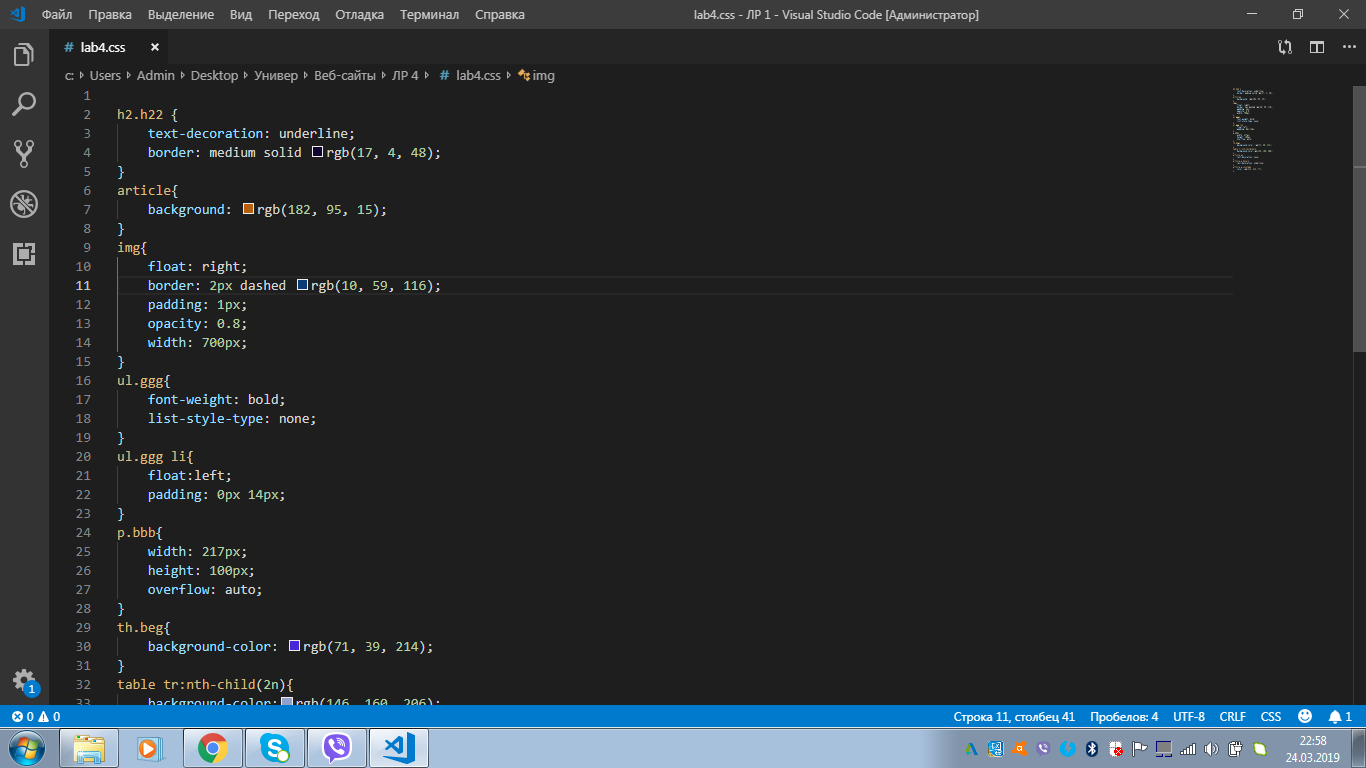 Файл Правка Выделение Вид Переход Отладка Терминал Справка lab4.css - ЛР 1 - Visual Studio Code [Администратор]
# lab4.css ×
c: Users Admin Desktop Универ Веб-сайты ЛР 4 # lab4.css img
1
2 h2.h22 {
3 text-decoration: underline;
4 border: medium solid rgb(17, 4, 48);
5 }
6 article{
7 background: rgb(182, 95, 15);
8 }
9 img{
10 float: right;
11 border: 2px dashed rgb(10, 59, 116);
12 padding: 1px;
13 opacity: 0.8;
14 width: 700px;
15 }
16 ul.ggg{
17 font-weight: bold;
18 list-style-type: none;
19 }
20 ul.ggg li{
21 float:left;
22 padding: 0px 14px;
23 }
24 p.bbb{
25 width: 217px;
26 height: 100px;
27 overflow: auto;
28 }
29 th.beg{
30 background-color: rgb(71, 39, 214);
31 }
32 table tr:nth-child(2n){
33 background-color: rgb(146, 160, 206);
1
0 0 Строка 11, столбец 41 Пробелов: 4 UTF-8 CRLF CSS 1
22:58
24.03.2019